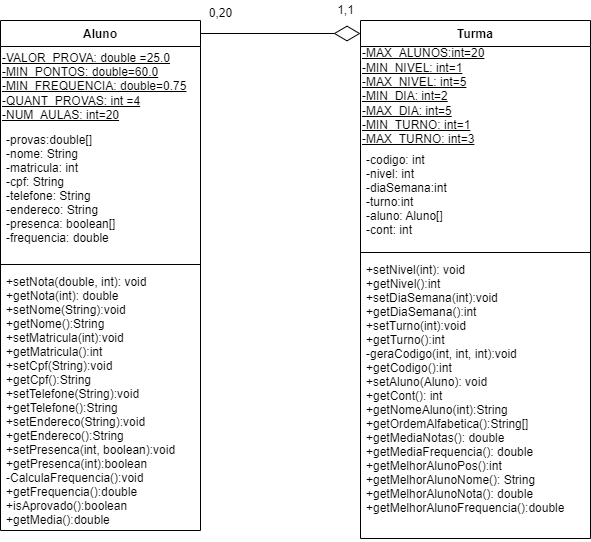 0,20
1,1
Aluno
-VALOR_PROVA: double =25.0
-MIN_PONTOS: double=60.0
-MIN_FREQUENCIA: double=0.75
-QUANT_PROVAS: int =4
-NUM_AULAS: int=20
-provas:double[]
-nome: String
-matricula: int
-cpf: String
-telefone: String
-endereco: String
-presenca: boolean[]
-frequencia: double
+setNota(double, int): void
+getNota(int): double
+setNome(String):void
+getNome():String
+setMatricula(int):void
+getMatricula():int
+setCpf(String):void
+getCpf():String
+setTelefone(String):void
+getTelefone():String
+setEndereco(String):void
+getEndereco():String
+setPresenca(int, boolean):void
+getPresenca(int):boolean
-CalculaFrequencia():void
+getFrequencia():double
+isAprovado():boolean
+getMedia():double
Turma
-MAX_ALUNOS:int=20
-MIN_NIVEL: int=1
-MAX_NIVEL: int=5
-MIN_DIA: int=2
-MAX_DIA: int=5
-MIN_TURNO: int=1
-MAX_TURNO: int=3
-codigo: int
-nivel: int
-diaSemana:int
-turno:int
-aluno: Aluno[]
-cont: int
+setNivel(int): void
+getNivel():int
+setDiaSemana(int):void
+getDiaSemana():int
+setTurno(int):void
+getTurno():int
-geraCodigo(int, int, int):void
+getCodigo():int
+setAluno(Aluno): void
+getCont(): int
+getNomeAluno(int):String
+getOrdemAlfabetica():String[]
+getMediaNotas(): double
+getMediaFrequencia(): double
+getMelhorAlunoPos():int
+getMelhorAlunoNome(): String
+getMelhorAlunoNota(): double
+getMelhorAlunoFrequencia():double